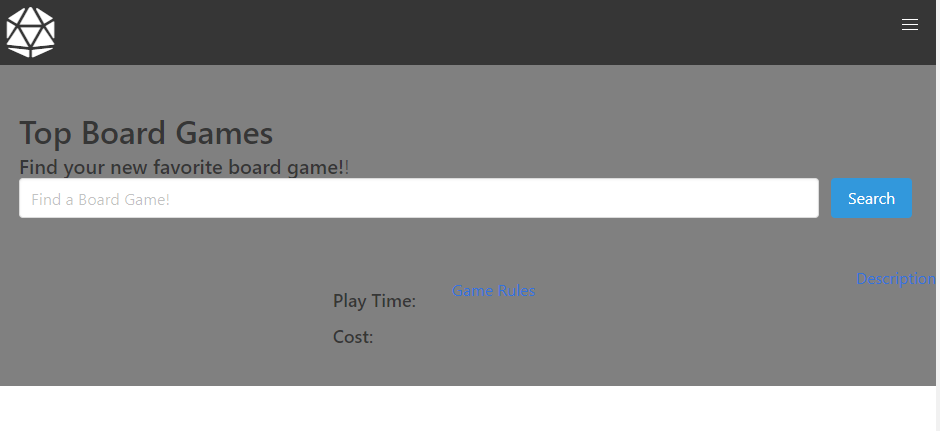 Top Board Games
Find your new favorite board game!!
Find a Board Game!
Search
Description
Game Rules
Play Time:
Cost: